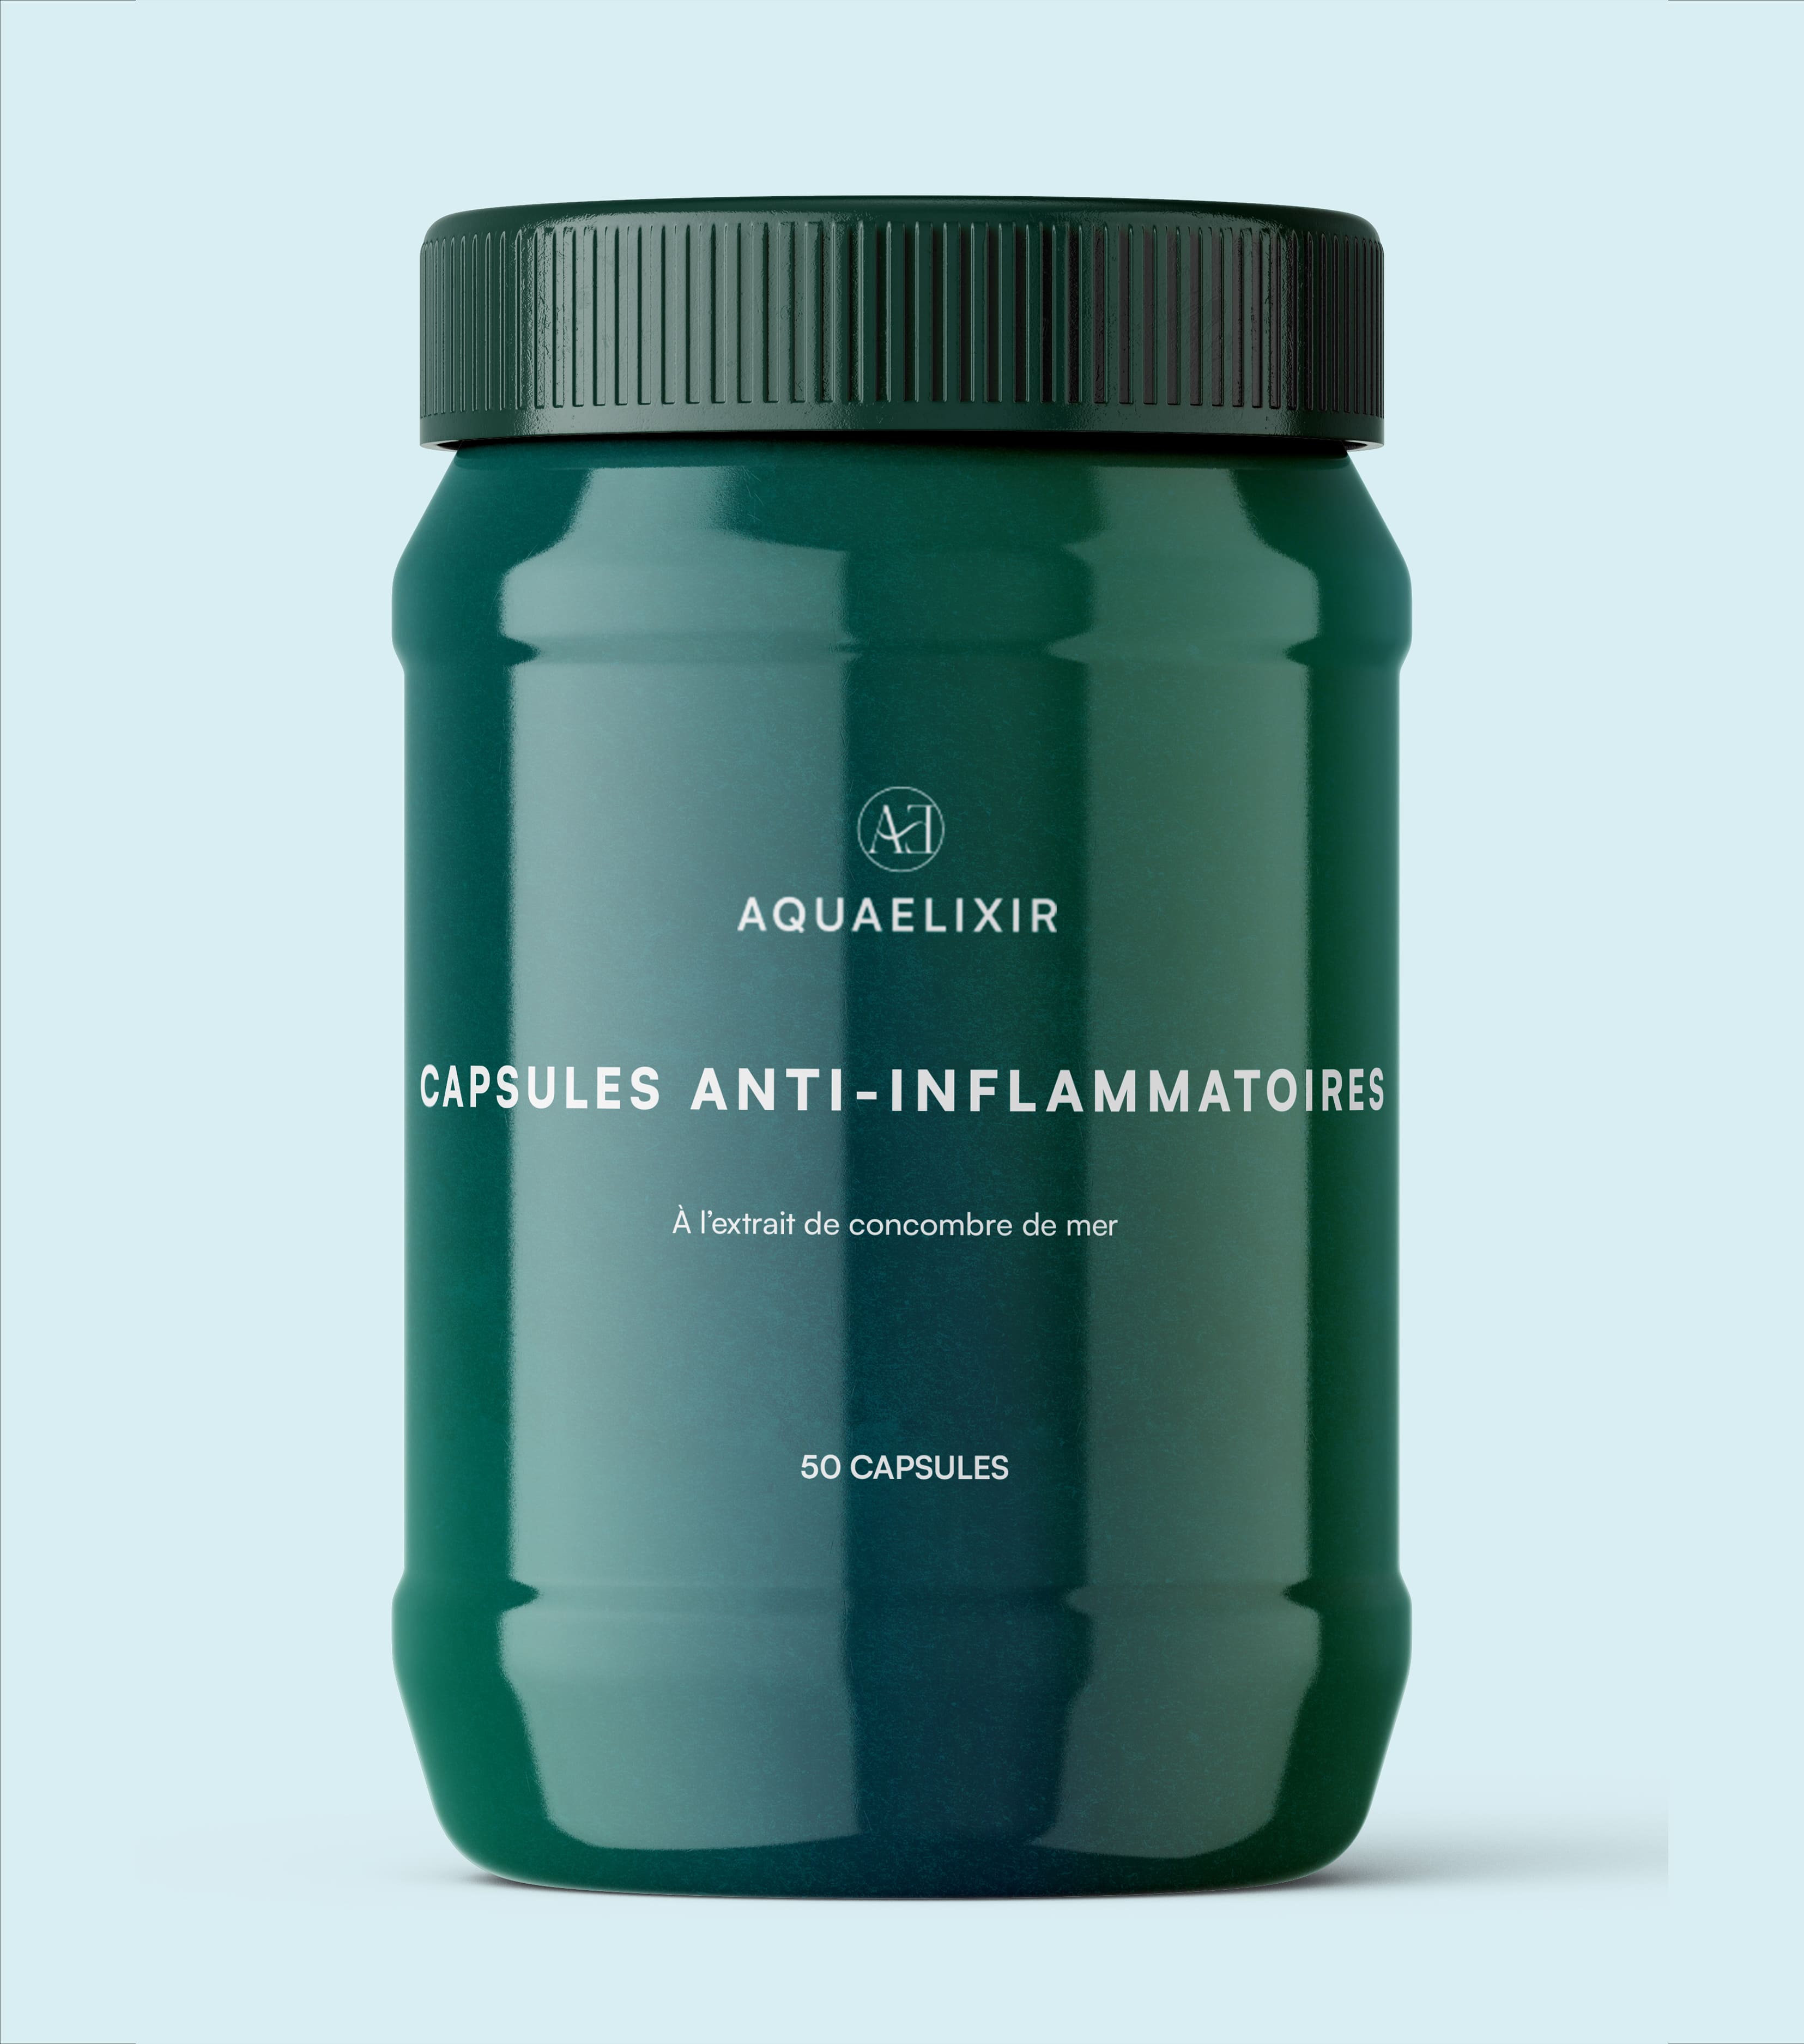 AE
AQUAELIXIR
CAPSULES ANTI-INFLAMMATOIRES
À l'extrait de concombre de mer
50 CAPSULES